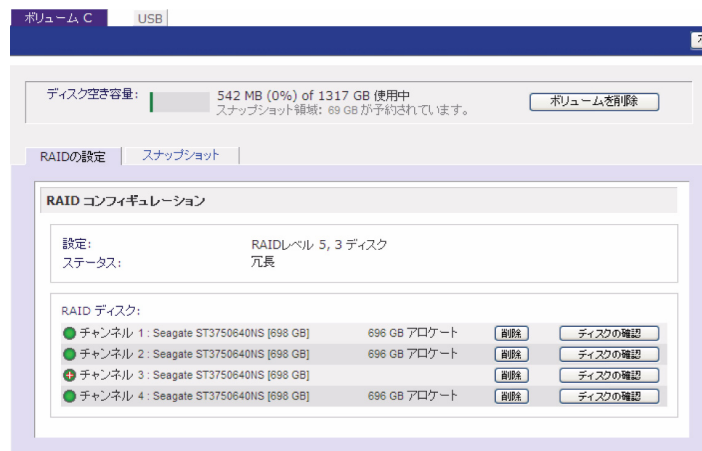 ボリューム C USB
ディスク空き容量: 542 MB (0%) of 1317 GB 使用中 ボリュームを削除
スナップショット領域: 69 GB が予約されています。
RAIDの設定 スナップショット
RAID コンフィギュレーション
設定: RAIDレベル 5, 3 ディスク
ステータス: 冗長
RAID ディスク:
チャンネル 1 : Seagate ST3750640NS [698 GB] 696 GB アロケート 削除 ディスクの確認
チャンネル 2 : Seagate ST3750640NS [698 GB] 696 GB アロケート 削除 ディスクの確認
チャンネル 3 : Seagate ST3750640NS [698 GB] 削除 ディスクの確認
チャンネル 4 : Seagate ST3750640NS [698 GB] 696 GB アロケート 削除 ディスクの確認